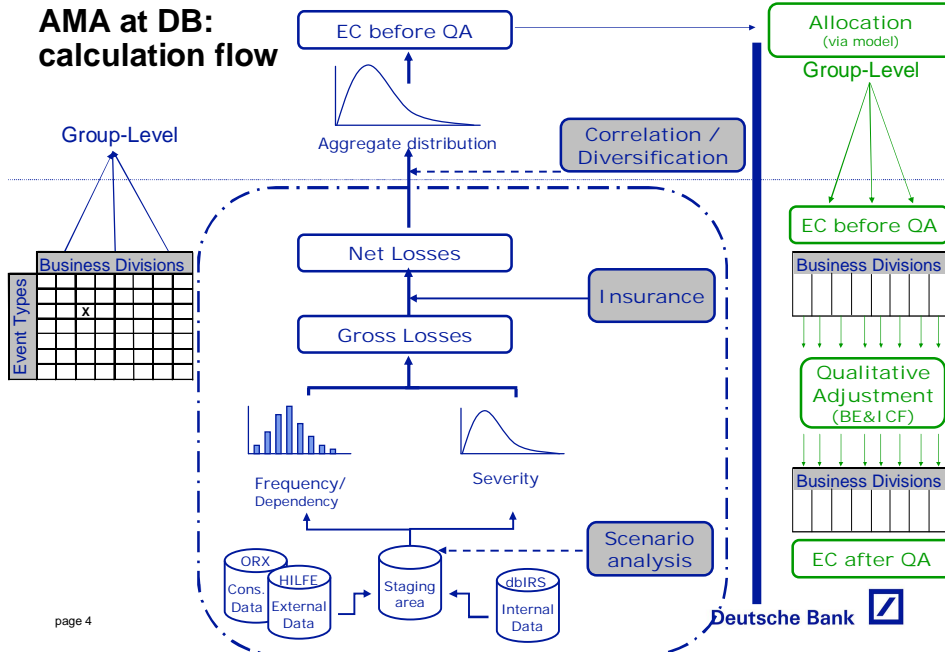 AMA at DB:
calculation flow
EC before QA
Allocation
(via model)
Group-Level
Aggregate distribution
Correlation /
Diversification
Group-Level
Business Divisions
Event Types
X
Net Losses
Insurance
Gross Losses
Frequency/
Dependency
Severity
Scenario
analysis
ORX
Cons.
Data
HILFE
External
Data
Staging
area
dbIRS
Internal
Data
EC before QA
Business Divisions
Qualitative
Adjustment
(BE&ICF)
Business Divisions
EC after QA
page 4
Deutsche Bank